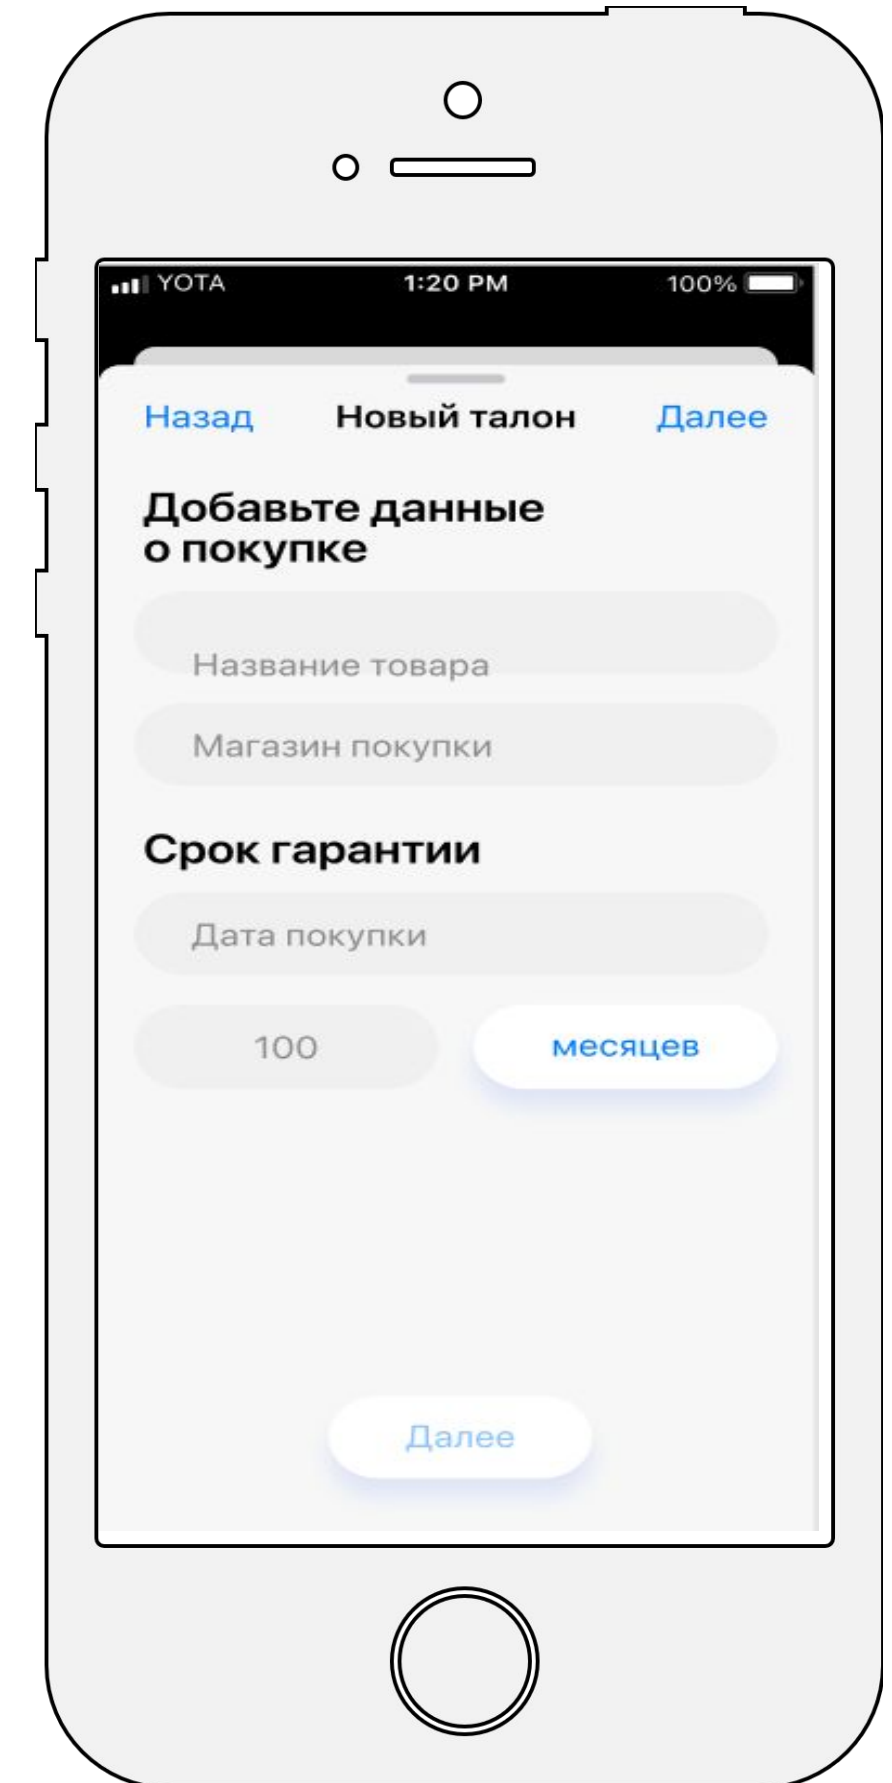 YOTA 1:20 PM 100%
Назад Новый талон Далее
Добавьте данные
о покупке
Название товара
Магазин покупки
Срок гарантии
Дата покупки
100 месяцев
Далее